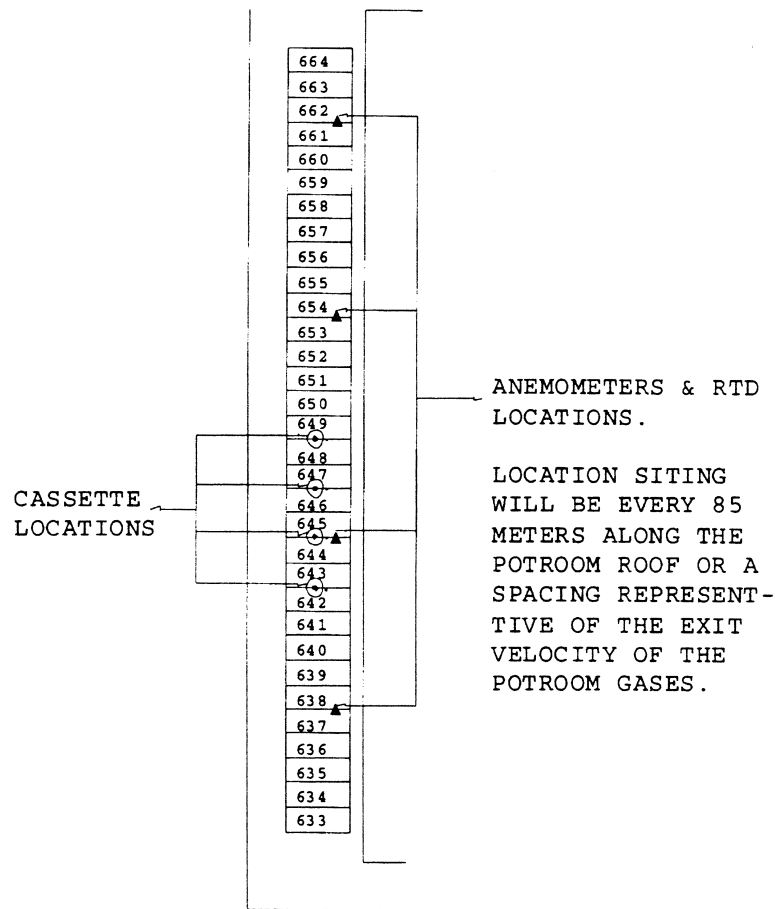 664
663
662
661
660
659
658
657
656
655
654
653
652
651
650
649
648
647
646
645
644
643
642
641
640
639
638
637
636
635
634
633
CASSETTE
LOCATIONS
ANEMOMETERS & RTD
LOCATIONS.
LOCATION SITING
WILL BE EVERY 85
METERS ALONG THE
POTROOM ROOF OR A
SPACING REPRESENT-
TIVE OF THE EXIT
VELOCITY OF THE
POTROOM GASES.